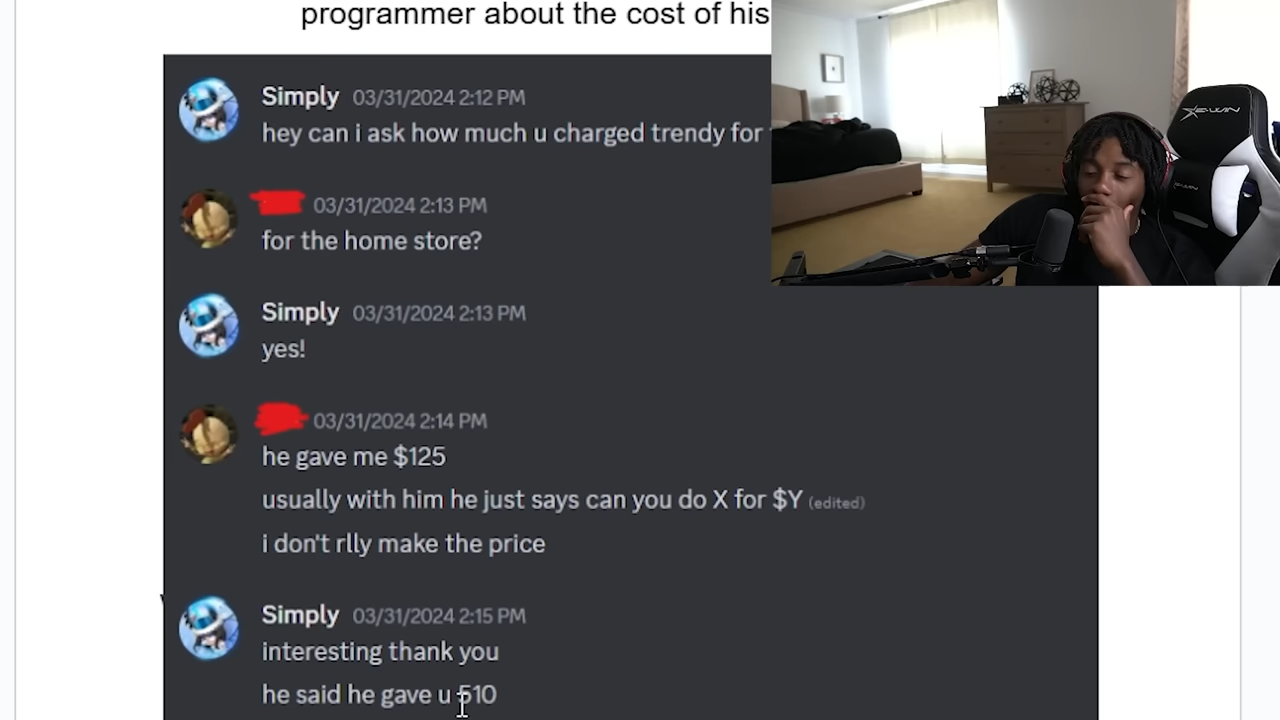 programmer about the cost of his
Simply 03/31/2024 2:12 PM
hey can i ask how much u charged trendy for
03/31/2024 2:13 PM
for the home store?
Simply 03/31/2024 2:13 PM
yes!
03/31/2024 2:14 PM
he gave me $125
usually with him he just says can you do X for $Y (edited)
i don't rlly make the price
Simply 03/31/2024 2:15 PM
interesting thank you
he said he gave u 510
E-WIN